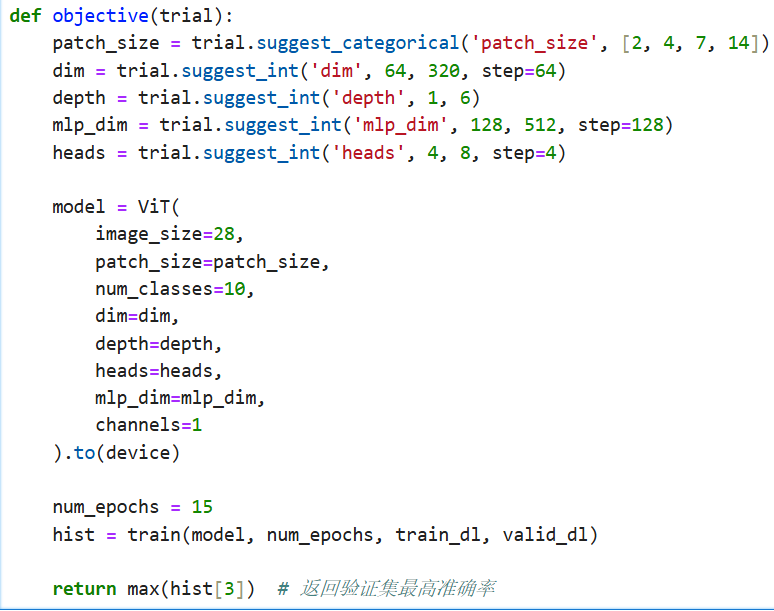 def objective(trial):
    patch_size = trial.suggest_categorical('patch_size', [2, 4, 7, 14])
    dim = trial.suggest_int('dim', 64, 320, step=64)
    depth = trial.suggest_int('depth', 1, 6)
    mlp_dim = trial.suggest_int('mlp_dim', 128, 512, step=128)
    heads = trial.suggest_int('heads', 4, 8, step=4)

    model = ViT(
        image_size=28,
        patch_size=patch_size,
        num_classes=10,
        dim=dim,
        depth=depth,
        heads=heads,
        mlp_dim=mlp_dim,
        channels=1
    ).to(device)

    num_epochs = 15
    hist = train(model, num_epochs, train_dl, valid_dl)

    return max(hist[3])  # 返回验证集最高准确率